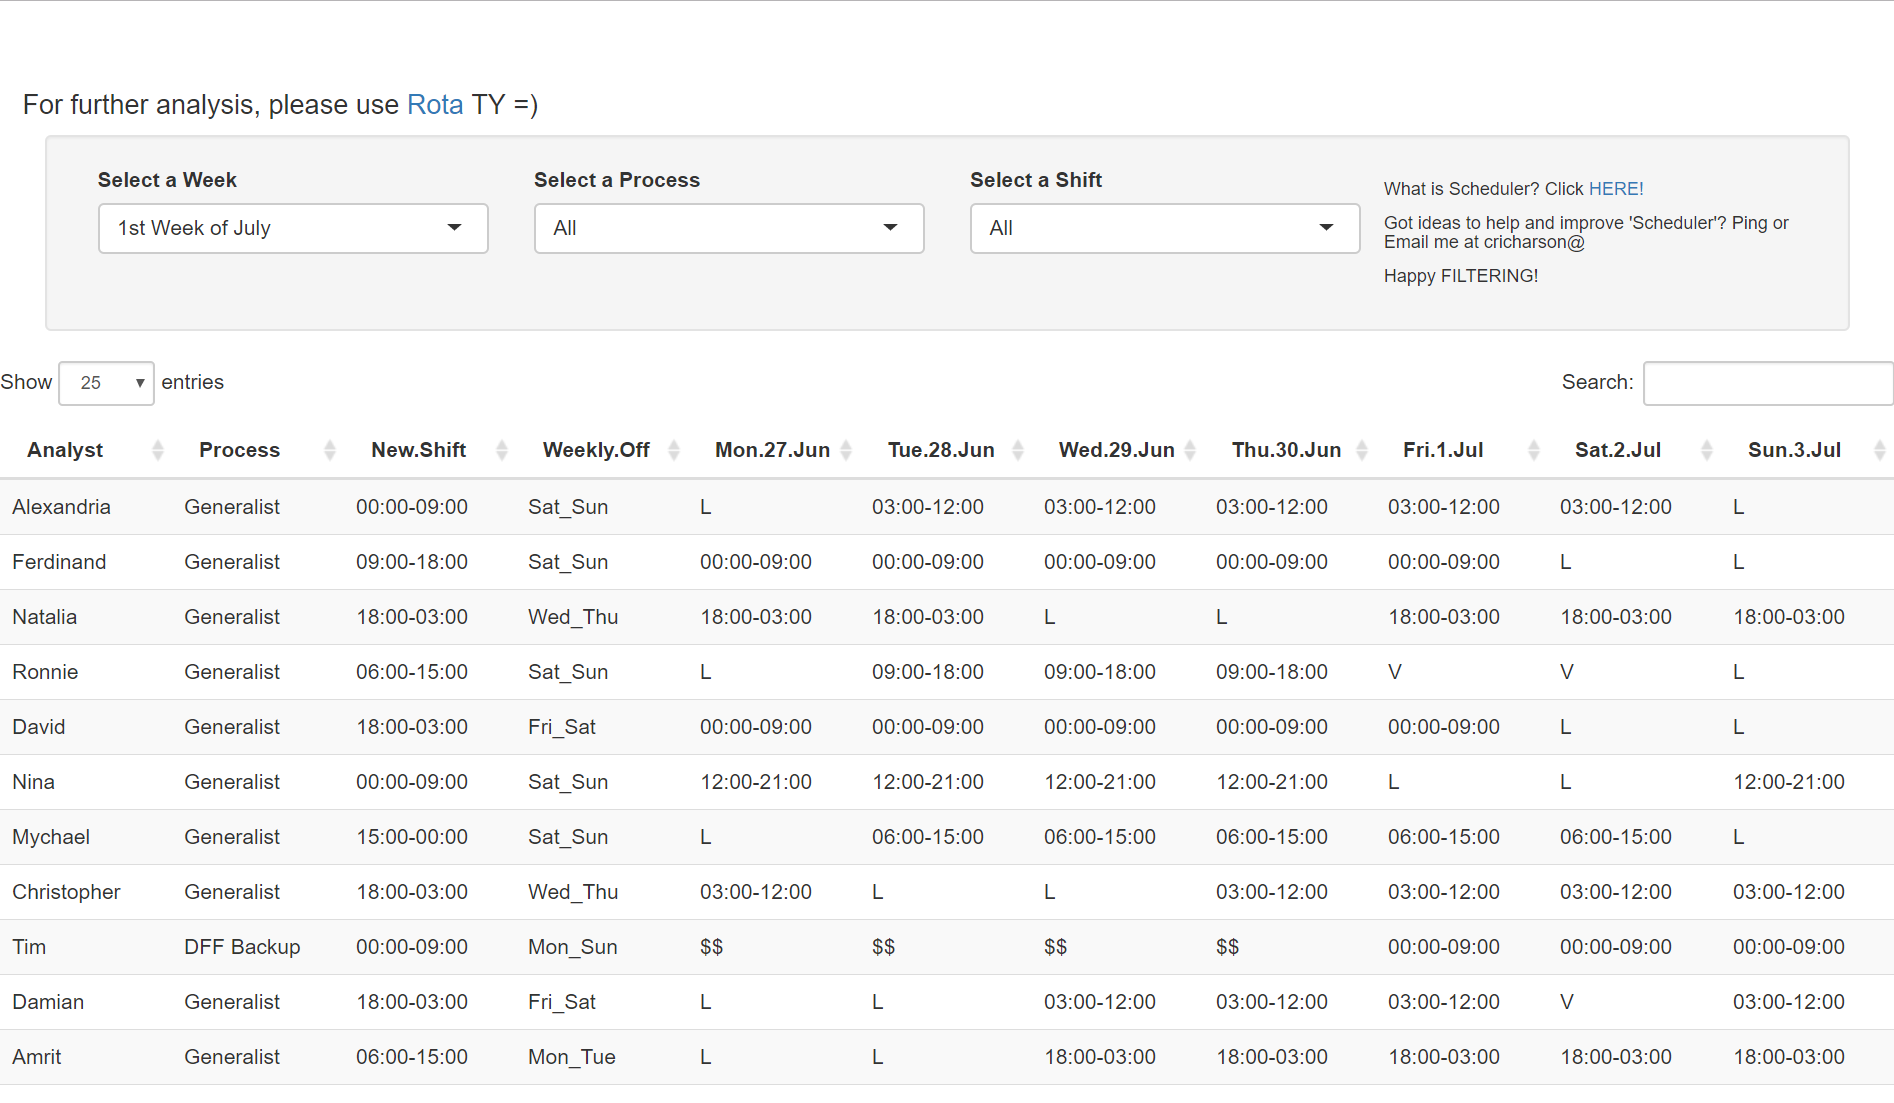 For further analysis, please use Rota TY =)
Select a Week
Select a Process
Select a Shift
1st Week of July
All
All
What is Scheduler? Click HERE!
Got ideas to help and improve 'Scheduler'? Ping or
Email me at cricharson@
Happy FILTERING!
Show 25 entries
Search:
Analyst Process New.Shift Weekly.Off Mon.27.Jun Tue.28.Jun Wed.29.Jun Thu.30.Jun Fri.1.Jul Sat.2.Jul Sun.3.Jul
Alexandria Generalist 00:00-09:00 Sat_Sun L 03:00-12:00 03:00-12:00 03:00-12:00 03:00-12:00 03:00-12:00 L
Ferdinand Generalist 09:00-18:00 Sat_Sun 00:00-09:00 00:00-09:00 00:00-09:00 00:00-09:00 00:00-09:00 L L
Natalia Generalist 18:00-03:00 Wed_Thu 18:00-03:00 18:00-03:00 L L 18:00-03:00 18:00-03:00 18:00-03:00
Ronnie Generalist 06:00-15:00 Sat_Sun L 09:00-18:00 09:00-18:00 09:00-18:00 V V L
David Generalist 18:00-03:00 Fri_Sat 00:00-09:00 00:00-09:00 00:00-09:00 00:00-09:00 00:00-09:00 L L
Nina Generalist 00:00-09:00 Sat_Sun 12:00-21:00 12:00-21:00 12:00-21:00 12:00-21:00 L L 12:00-21:00
Mychael Generalist 15:00-00:00 Sat_Sun L 06:00-15:00 06:00-15:00 06:00-15:00 06:00-15:00 06:00-15:00 L
Christopher Generalist 18:00-03:00 Wed_Thu 03:00-12:00 L L 03:00-12:00 03:00-12:00 03:00-12:00 03:00-12:00
Tim DFF Backup 00:00-09:00 Mon_Sun $$ $$ $$ $$ 00:00-09:00 00:00-09:00 00:00-09:00
Damian Generalist 18:00-03:00 Fri_Sat L L 03:00-12:00 03:00-12:00 03:00-12:00 V 03:00-12:00
Amrit Generalist 06:00-15:00 Mon_Tue L L 18:00-03:00 18:00-03:00 18:00-03:00 18:00-03:00 18:00-03:00